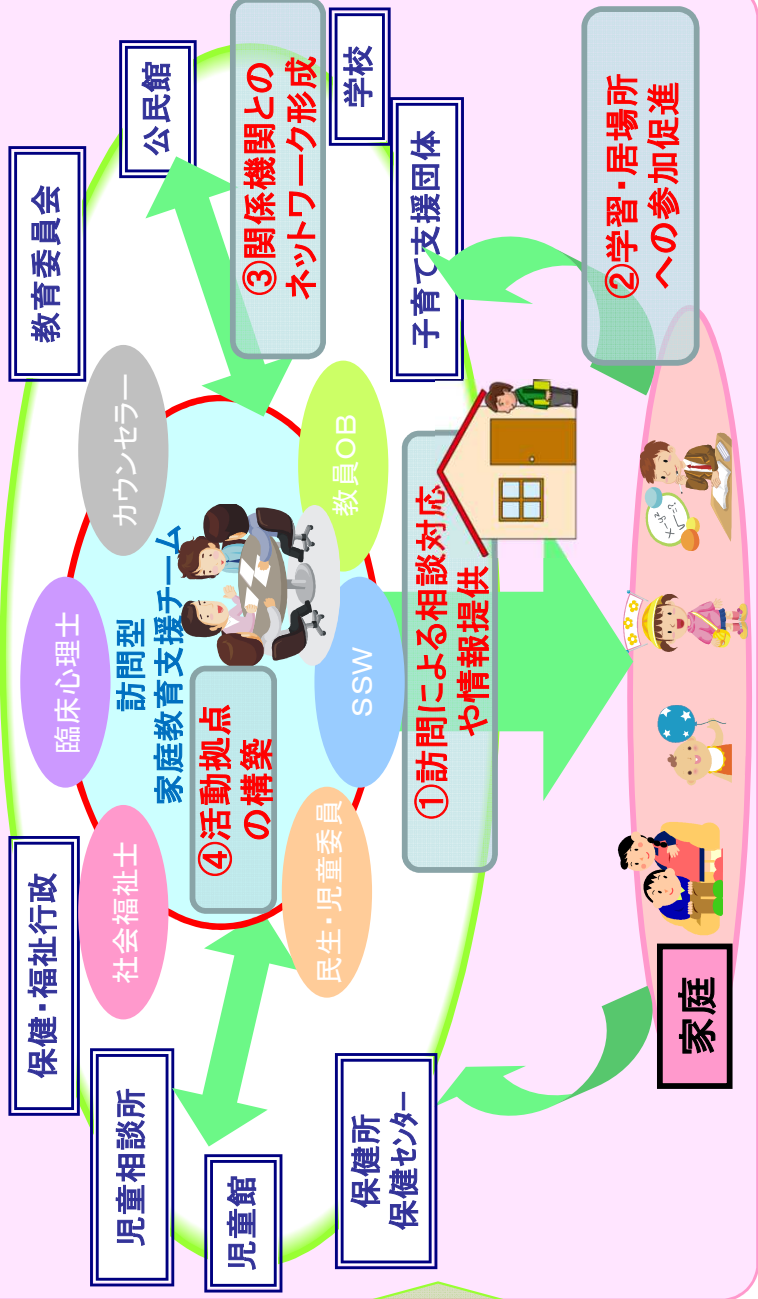 保健・福祉行政
教育委員会
児童相談所
公民館
児童館
学校
保健所
保健センター
子育て支援団体
③関係機関との
ネットワーク形成
社会福祉士
臨床心理士
カウンセラー
訪問型
家庭教育支援チーム
④活動拠点
の構築
民生・児童委員
SSW
教員OB
①訪問による相談対応
や情報提供
②学習・居場所
への参加促進
家庭